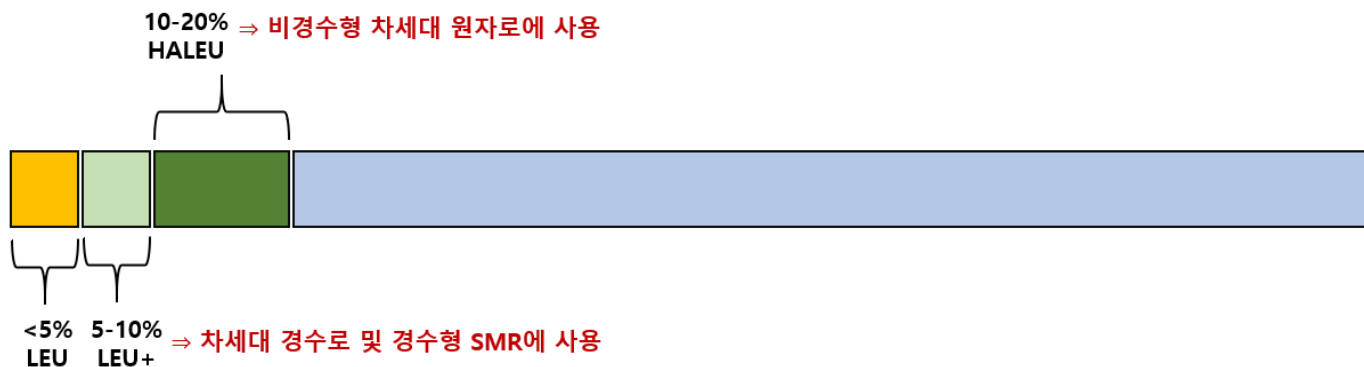 10-20% ⇒ 비경수형 차세대 원자로에 사용
HALEU
<5% 5-10% ⇒ 차세대 경수로 및 경수형 SMR에 사용
LEU LEU+